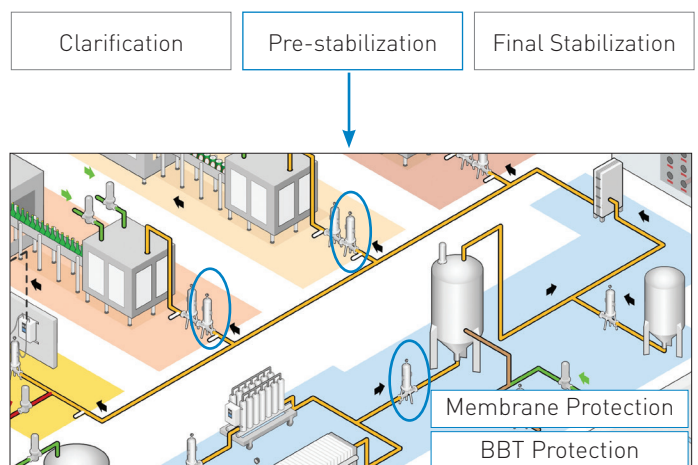 Clarification
Pre-stabilization
Final Stabilization
Membrane Protection
BBT Protection